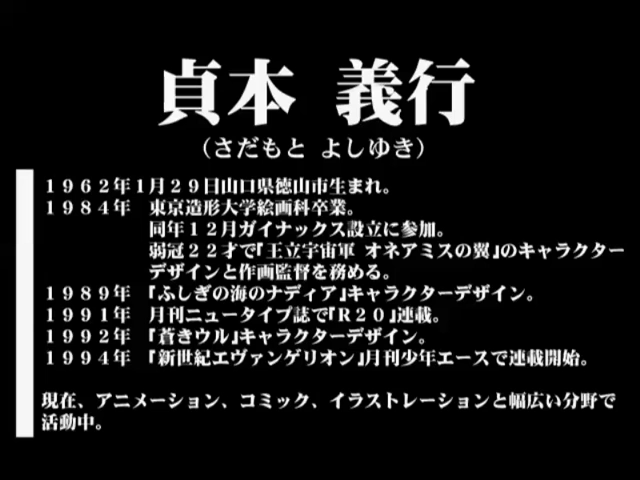 貞本 義行
（さだもと よしゆき）
１９６２年１月２９日山口県徳山市生まれ。
１９８４年 東京造形大学絵画科卒業。
同年１２月ガイナックス設立に参加。
弱冠２２才で『王立宇宙軍 オネアミスの翼』のキャラクター
デザインと作画監督を務める。
１９８９年 『ふしぎの海のナディア』キャラクターデザイン。
１９９１年 月刊ニュータイプ誌で『Ｒ２０』連載。
１９９２年 『蒼きウル』キャラクターデザイン。
１９９４年 『新世紀エヴァンゲリオン』月刊少年エースで連載開始。
現在、アニメーション、コミック、イラストレーションと幅広い分野で
活動中。